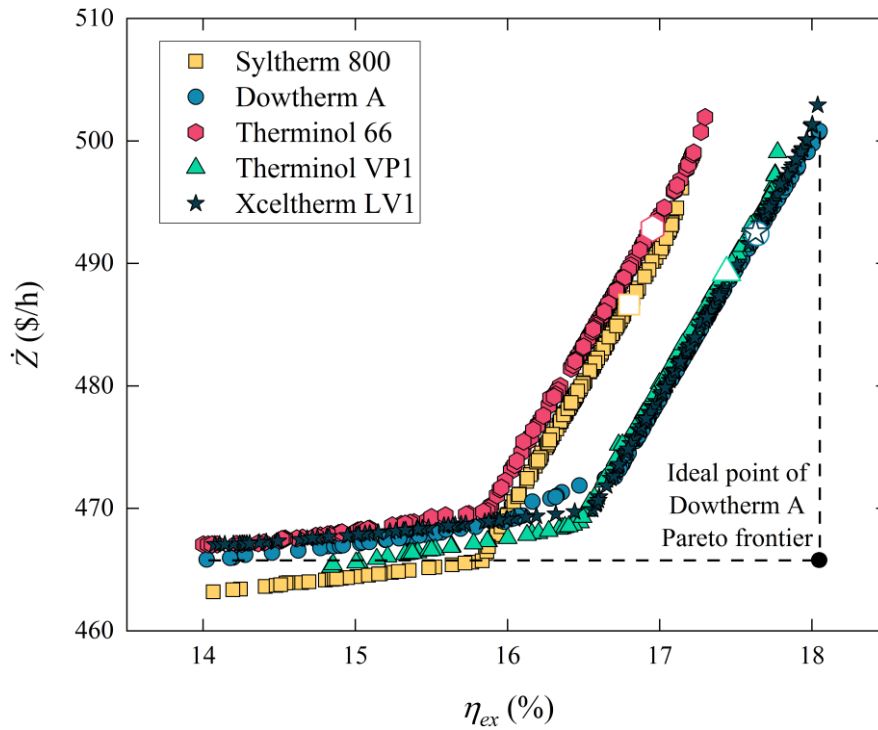 510
500
490
480
470
460
Ż ($/h)
Syltherm 800
Dowtherm A
Therminol 66
Therminol VP1
Xceltherm LV1
Ideal point of
Dowtherm A
Pareto frontier
14
15
16
17
18
ηex (%)